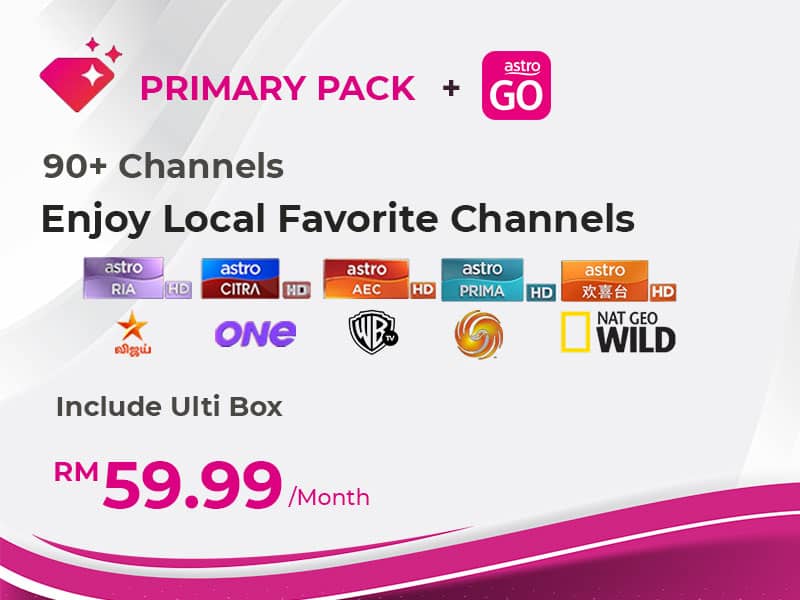 PRIMARY PACK + astro GO
90+ Channels
Enjoy Local Favorite Channels
astro RIA HD astro CITRA HD astro AEC HD astro PRIMA HD astro 欢喜台 HD
விஜய் ONE WB TV NAT GEO WILD
Include Ulti Box
RM 59.99 /Month